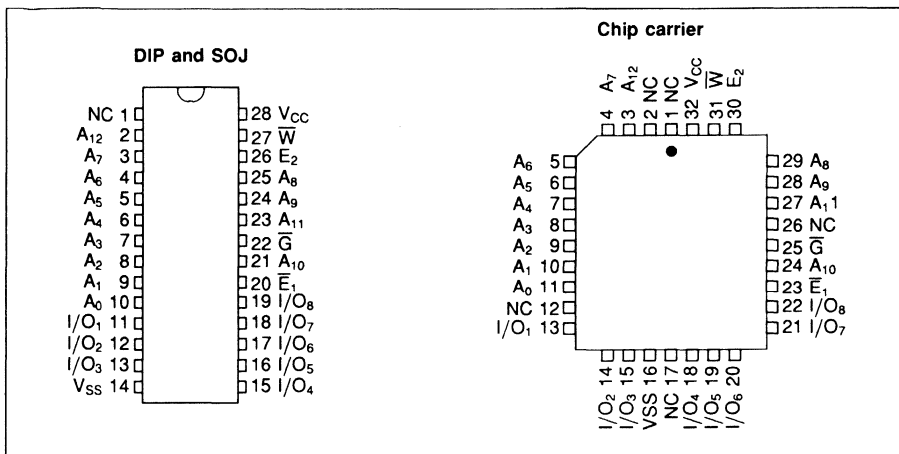 DIP and SOJ
NC 1
A₁₂ 2
A₇ 3
A₆ 4
A₅ 5
A₄ 6
A₃ 7
A₂ 8
A₁ 9
A₀ 10
I/O₁ 11
I/O₂ 12
I/O₃ 13
V_SS 14
28 V_CC
27 W̅
26 E₂
25 A₈
24 A₉
23 A₁₁
22 G̅
21 A₁₀
20 E̅₁
19 I/O₈
18 I/O₇
17 I/O₆
16 I/O₅
15 I/O₄
Chip carrier
4 A₇
3 A₁₂
2 NC
1 NC
32 V_CC
31 W̅
30 E₂
A₆ 5
A₅ 6
A₄ 7
A₃ 8
A₂ 9
A₁ 10
A₀ 11
NC 12
I/O₁ 13
29 A₈
28 A₉
27 A₁1
26 NC
25 G̅
24 A₁₀
23 E̅₁
22 I/O₈
21 I/O₇
I/O₂ 14
I/O₃ 15
VSS 16
NC 17
I/O₄ 18
I/O₅ 19
I/O₆ 20